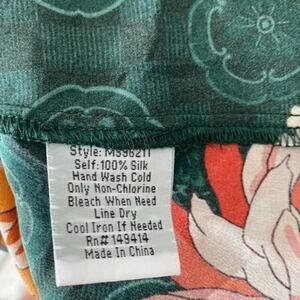 Style: MS96211
Self:100% Silk
Hand Wash Cold
Only Non-Chlorine
Bleach When Need
Line Dry
Cool Iron If Needed
Rn# 149414
Made In China